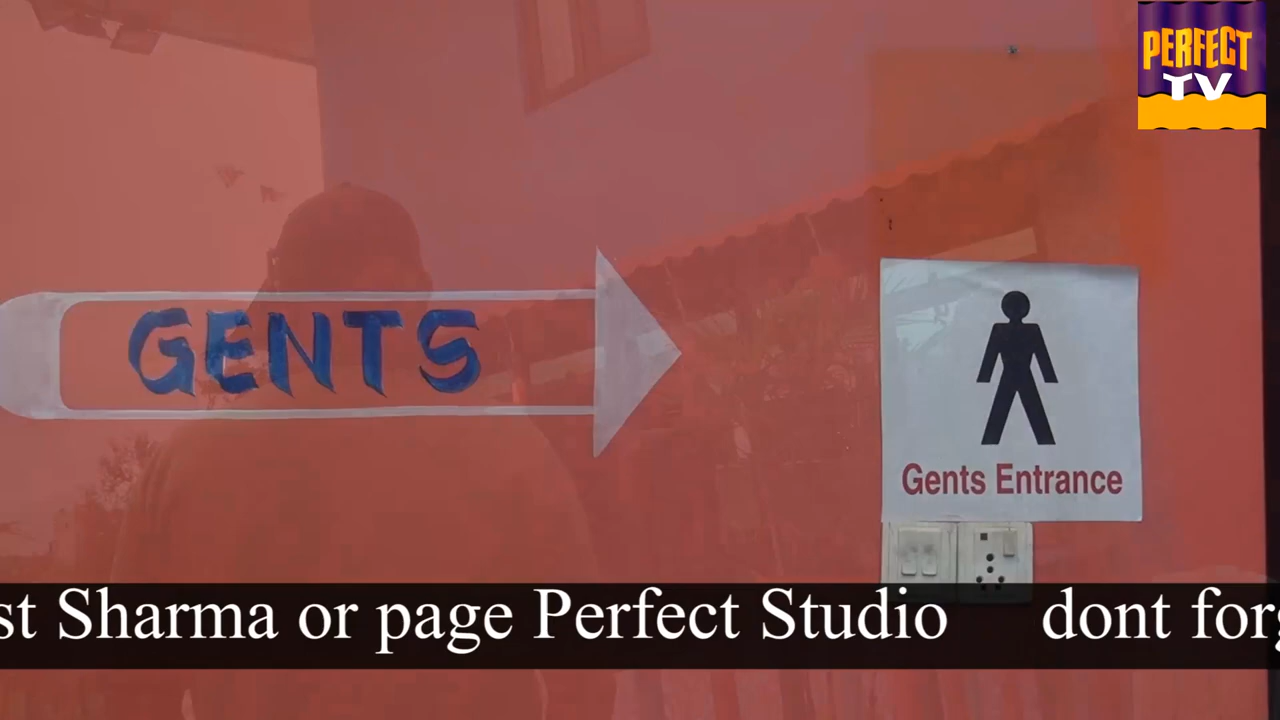 PERFECT
TV
GENTS
Gents Entrance
st Sharma or page Perfect Studio dont forg